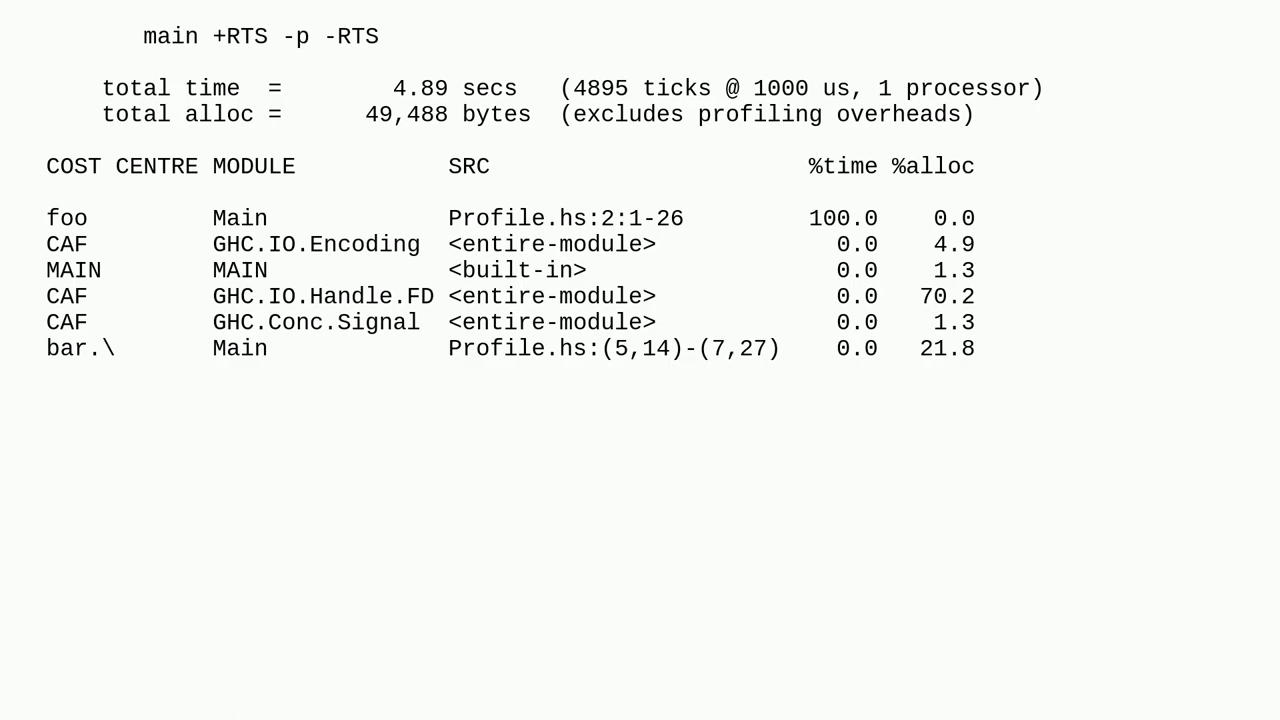 main +RTS -p -RTS
total time = 4.89 secs (4895 ticks @ 1000 us, 1 processor)
total alloc = 49,488 bytes (excludes profiling overheads)
COST CENTRE MODULE SRC %time %alloc
foo Main Profile.hs:2:1-26 100.0 0.0
CAF GHC.IO.Encoding <entire-module> 0.0 4.9
MAIN MAIN <built-in> 0.0 1.3
CAF GHC.IO.Handle.FD <entire-module> 0.0 70.2
CAF GHC.Conc.Signal <entire-module> 0.0 1.3
bar.\ Main Profile.hs:(5,14)-(7,27) 0.0 21.8